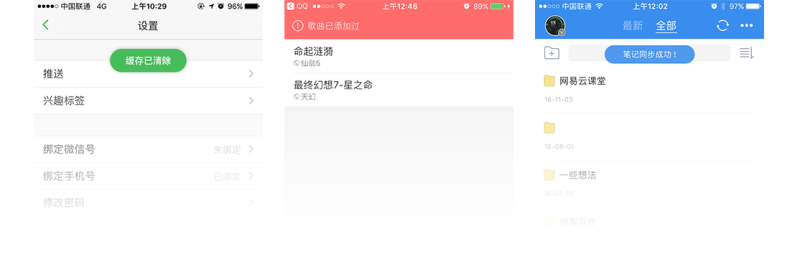 中国联通 4G 上午10:29 96%
设置
缓存已清除
推送
兴趣标签
绑定微信号 未绑定
绑定手机号 已绑定
修改密码
QQ 上午12:46 89%
歌曲已添加过
命起涟漪
仙剑5
最终幻想7-星之命
天幻
中国联通 上午12:02 97%
最新 全部
笔记同步成功！
网易云课堂
16-11-03
16-08-01
一些想法